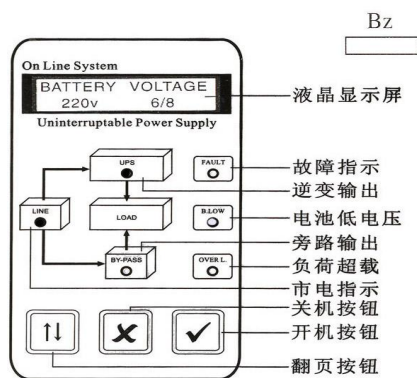 Bz
On Line System
BATTERY VOLTAGE
220v 6/8
液晶显示屏
Uninterruptable Power Supply
UPS
FAULT
故障指示
逆变输出
LINE
LOAD
B.LOW
电池低电压
旁路输出
BY-PASS
OVER L.
负荷超载
市电指示
关机按钮
开机按钮
翻页按钮